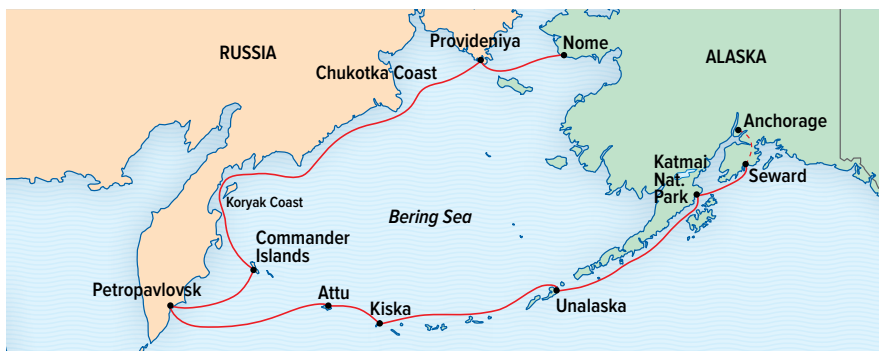 Provideniya
Nome
RUSSIA
ALASKA
Chukotka Coast
Anchorage
Katmai
Nat.
Park
Seward
Koryak Coast
Bering Sea
Commander
Islands
Petropavlovsk
Attu
Kiska
Unalaska